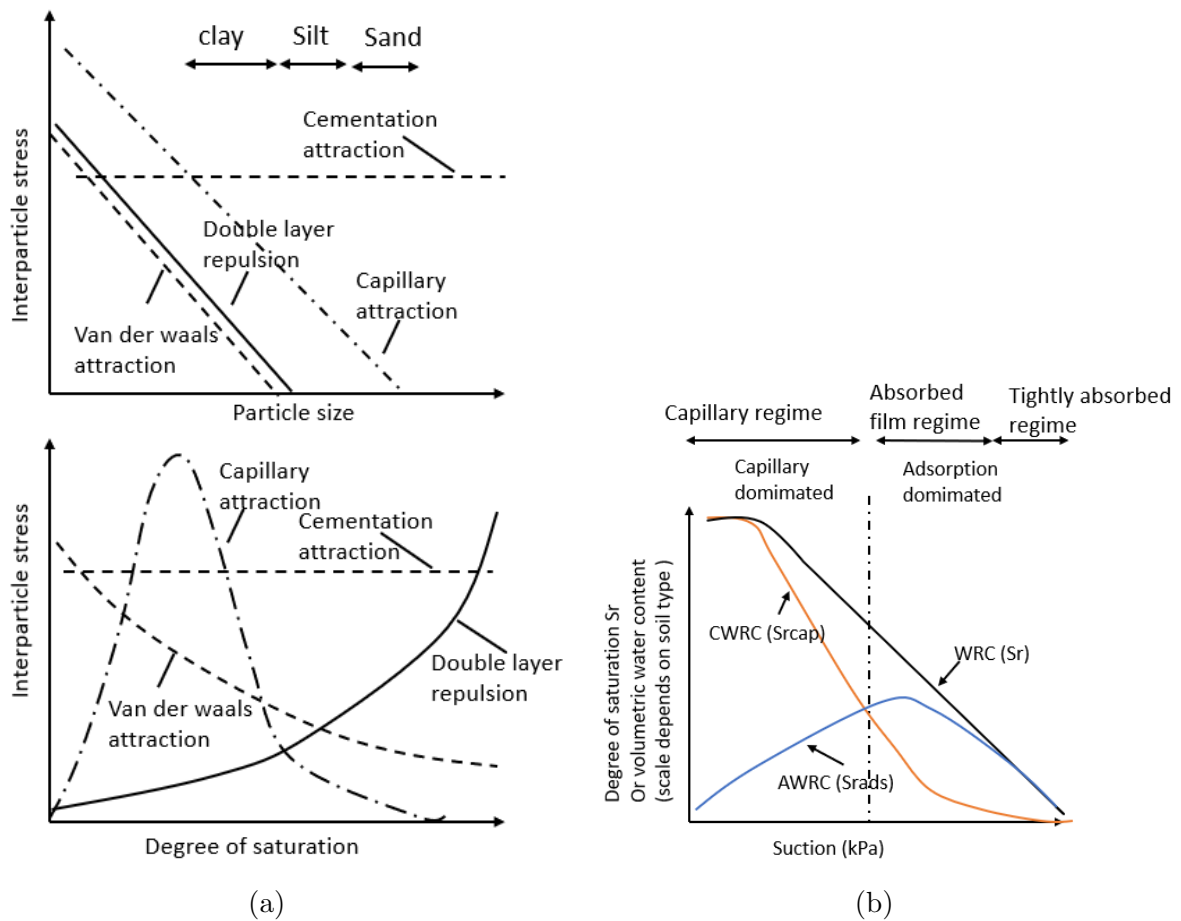 clay
Silt
Sand
Cementation
attraction
Double layer
repulsion
Capillary
attraction
Van der waals
attraction
Interparticle stress
Particle size
Capillary
attraction
Cementation
attraction
Double layer
repulsion
Van der waals
attraction
Interparticle stress
Degree of saturation
(a)
Capillary regime
Absorbed
film regime
Tightly absorbed
regime
Capillary
domimated
Adsorption
domimated
CWRC (Srcap)
WRC (Sr)
AWRC (Srads)
Degree of saturation Sr
Or volumetric water content
(scale depends on soil type )
Suction (kPa)
(b)